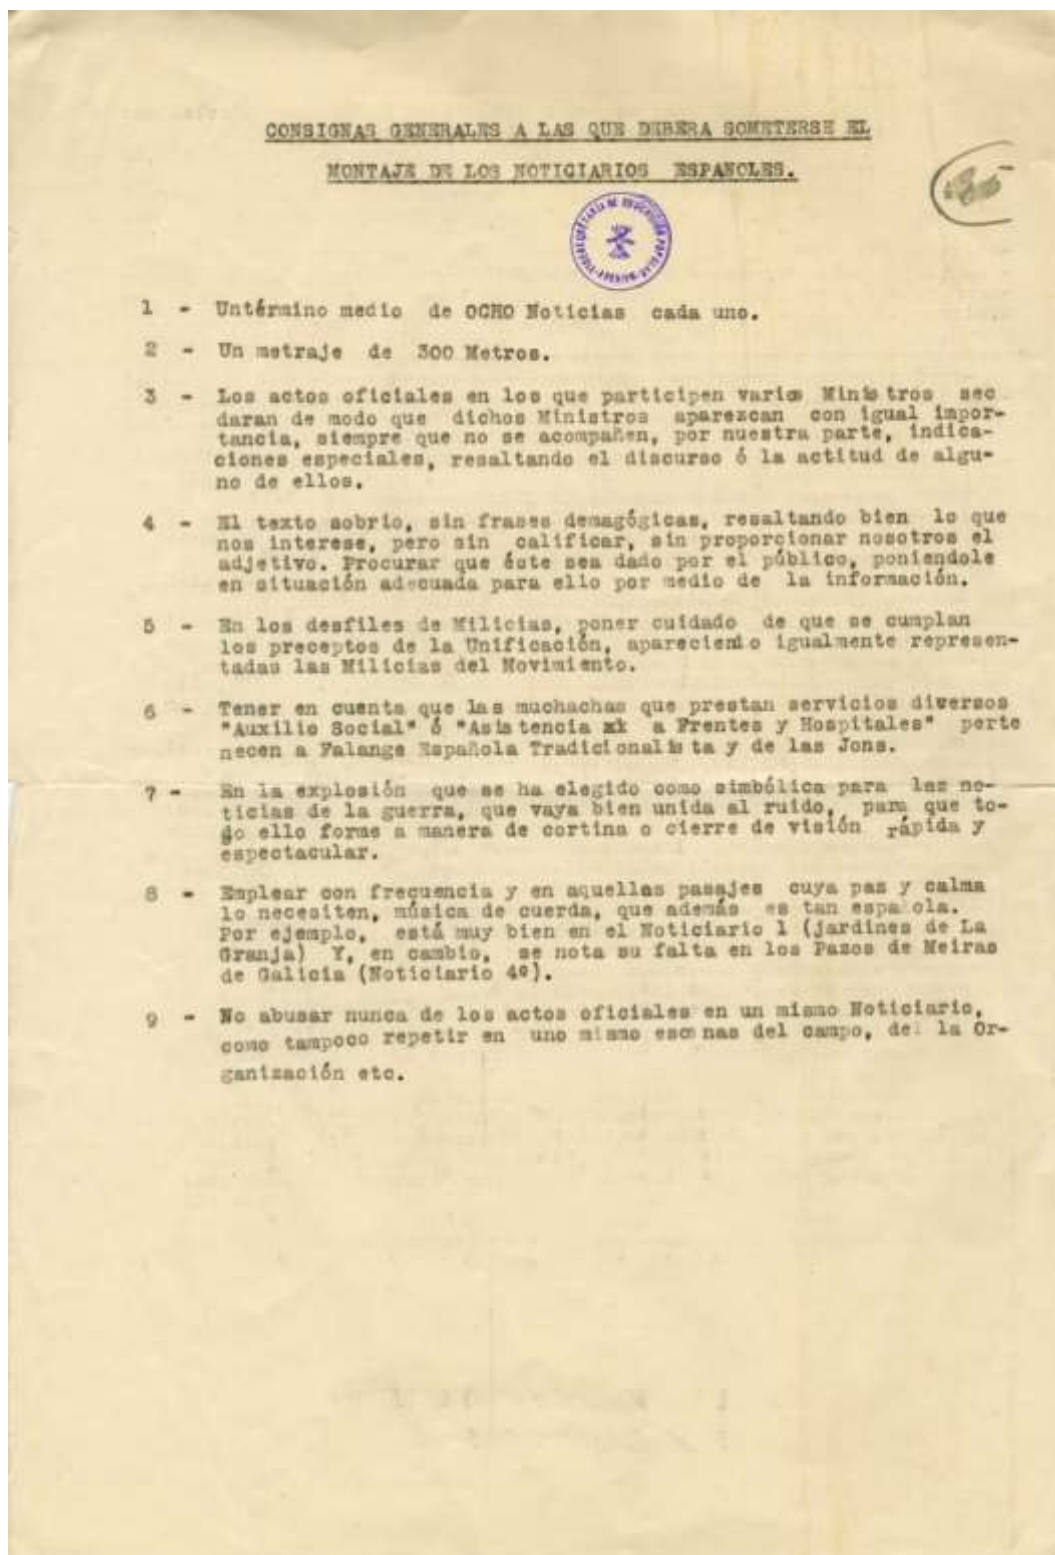 CONSIGNAS GENERALES A LAS QUE DEBERA SOMETERSE EL
MONTAJE DE LOS NOTICIARIOS ESPAÑOLES.
VICESECRETARIA DE EDUCACION POPULAR
1 - Untérmino medio de OCHO Noticias cada uno.
2 - Un metraje de 300 Metros.
3 - Los actos oficiales en los que participen varios Ministros sec
daran de modo que dichos Ministros aparezcan con igual impor-
tancia, siempre que no se acompañen, por nuestra parte, indica-
ciones especiales, resaltando el discurso ó la actitud de algu-
no de ellos.
4 - El texto sobrio, sin frases demagógicas, resaltando bien lo que
nos interese, pero sin calificar, sin proporcionar nosotros el
adjetivo. Procurar que éste sea dado por el público, poniendole
en situación adecuada para ello por medio de la información.
5 - En los desfiles de Milicias, poner cuidado de que se cumplan
los preceptos de la Unificación, apareciendo igualmente represen-
tadas las Milicias del Movimiento.
6 - Tener en cuenta que las muchachas que prestan servicios diversos
"Auxilio Social" ó "Asistencia xk a Frentes y Hospitales" perte
necen a Falange Española Tradicionalista y de las Jons.
7 - En la explosión que se ha elegido como simbólica para las no-
ticias de la guerra, que vaya bien unida al ruido, para que to-
do ello forme a manera de cortina o cierre de visión rápida y
espectacular.
8 - Emplear con frecuencia y en aquellas pasajes cuya paz y calma
lo necesiten, música de cuerda, que además es tan española.
Por ejemplo, está muy bien en el Noticiario 1 (jardines de La
Granja) Y, en cambio, se nota su falta en los Pazos de Meiras
de Galicia (Noticiario 4º).
9 - No abusar nunca de los actos oficiales en un mismo Noticiario,
como tampoco repetir en uno mismo escenas del campo, de la Or-
ganización etc.